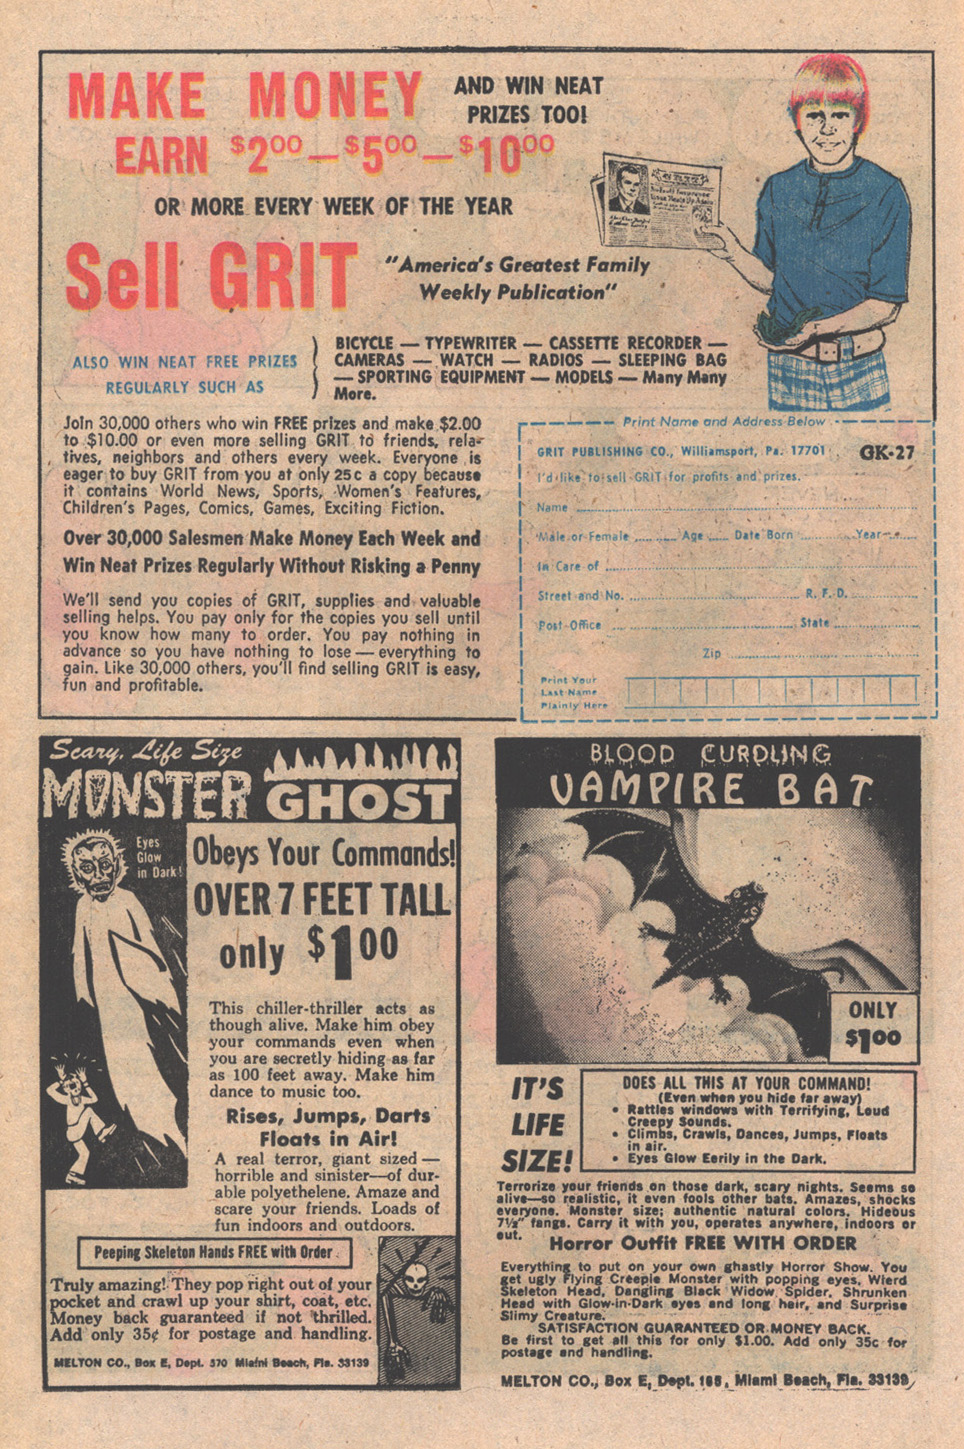 MAKE MONEY
AND WIN NEAT
PRIZES TOO!
EARN $2.00—$5.00—$10.00
OR MORE EVERY WEEK OF THE YEAR
Sell GRIT
"America's Greatest Family
Weekly Publication"
ALSO WIN NEAT FREE PRIZES
REGULARLY SUCH AS
BICYCLE — TYPEWRITER — CASSETTE RECORDER —
CAMERAS — WATCH — RADIOS — SLEEPING BAG
— SPORTING EQUIPMENT — MODELS — Many Many
More.
Join 30,000 others who win FREE prizes and make $2.00
to $10.00 or even more selling GRIT to friends, rela-
tives, neighbors and others every week. Everyone is
eager to buy GRIT from you at only 25c a copy because
it contains World News, Sports, Women's Features,
Children's Pages, Comics, Games, Exciting Fiction.
Over 30,000 Salesmen Make Money Each Week and
Win Neat Prizes Regularly Without Risking a Penny
We'll send you copies of GRIT, supplies and valuable
selling helps. You pay only for the copies you sell until
you know how many to order. You pay nothing in
advance so you have nothing to lose — everything to
gain. Like 30,000 others, you'll find selling GRIT is easy,
fun and profitable.
Print Name and Address Below
GRIT PUBLISHING CO., Williamsport, Pa. 17701 GK-27
I'd like to sell GRIT for profits and prizes.
Name
Male or Female Age Date Born Year
In Care of
Street and No. R. F. D.
Post-Office State
Zip
Print Your
Last Name
Plainly Here
Scary, Life Size
MONSTER GHOST
Eyes
Glow
in Dark!
Obeys Your Commands!
OVER 7 FEET TALL
only $1.00
This chiller-thriller acts as
though alive. Make him obey
your commands even when
you are secretly hiding as far
as 100 feet away. Make him
dance to music too.
Rises, Jumps, Darts
Floats in Air!
A real terror, giant sized —
horrible and sinister—of dur-
able polyethelene. Amaze and
scare your friends. Loads of
fun indoors and outdoors.
Peeping Skeleton Hands FREE with Order
Truly amazing! They pop right out of your
pocket and crawl up your shirt, coat, etc.
Money back guaranteed if not thrilled.
Add only 35¢ for postage and handling.
MELTON CO., Box E, Dept. 370 Miami Beach, Fla. 33139
BLOOD CURDLING
VAMPIRE BAT
ONLY
$1.00
IT'S
LIFE
SIZE!
DOES ALL THIS AT YOUR COMMAND!
(Even when you hide far away)
• Rattles windows with Terrifying, Loud
Creepy Sounds.
• Climbs, Crawls, Dances, Jumps, Floats
in air.
• Eyes Glow Eerily in the Dark.
Terrorize your friends on those dark, scary nights. Seems so
alive—so realistic, it even fools other bats. Amazes, shocks
everyone. Monster size; authentic natural colors. Hideous
7½" fangs. Carry it with you, operates anywhere, indoors or
out.
Horror Outfit FREE WITH ORDER
Everything to put on your own ghastly Horror Show. You
get ugly Flying Creepie Monster with popping eyes, Wierd
Skeleton Head, Dangling Black Widow Spider, Shrunken
Head with Glow-in-Dark eyes and long hair, and Surprise
Slimy Creature.
SATISFACTION GUARANTEED OR MONEY BACK.
Be first to get all this for only $1.00. Add only 35c for
postage and handling.
MELTON CO., Box E, Dept. 165, Miami Beach, Fla. 33139